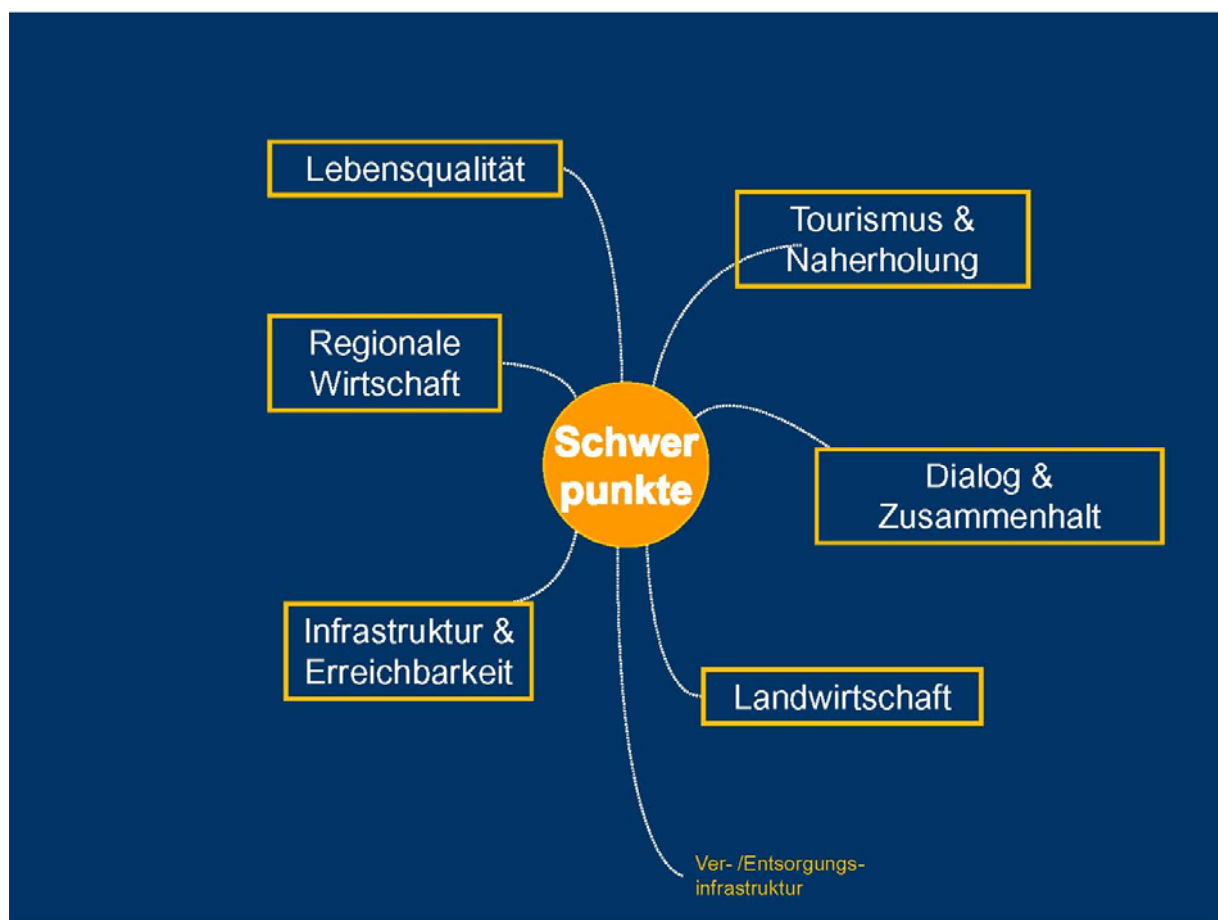 Lebensqualität
Tourismus &
Naherholung
Regionale
Wirtschaft
Schwer
punkte
Dialog &
Zusammenhalt
Infrastruktur &
Erreichbarkeit
Landwirtschaft
Ver- /Entsorgungs-
infrastruktur